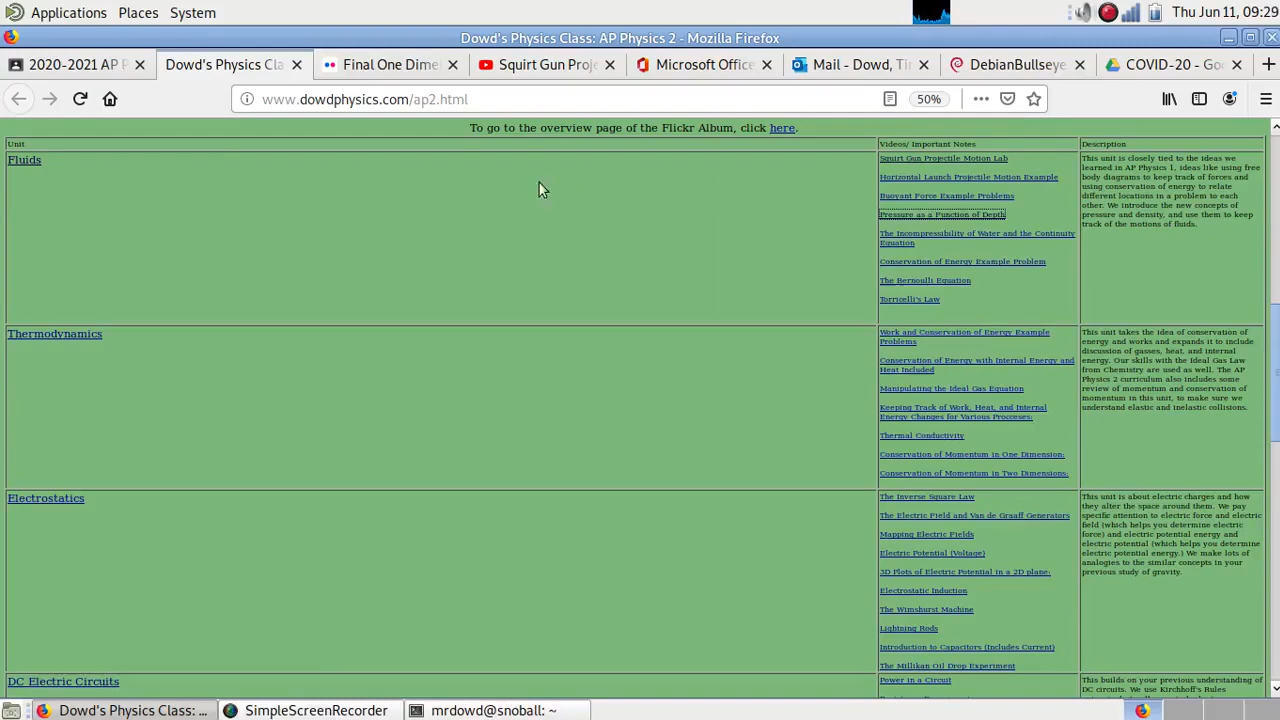 Applications Places System Thu Jun 11, 09:29
Dowd's Physics Class: AP Physics 2 - Mozilla Firefox
2020-2021 AP P Dowd's Physics Cla Final One Dime Squirt Gun Proje Microsoft Office Mail - Dowd, Tir DebianBullseye COVID-20 - Goo
www.dowdphysics.com/ap2.html 50%
To go to the overview page of the Flickr Album, click here.
Unit
Videos/ Important Notes
Description
Fluids
Squirt Gun Projectile Motion Lab
Horizontal Launch Projectile Motion Example
Buoyant Force Example Problems
Pressure as a Function of Depth
The Incompressibility of Water and the Continuity
Equation
Conservation of Energy Example Problem
The Bernoulli Equation
Torricelli's Law
This unit is closely tied to the ideas we
learned in AP Physics 1, ideas like using free
body diagrams to keep track of forces and
using conservation of energy to relate
different locations in a problem to each
other. We introduce the new concepts of
pressure and density, and use them to keep
track of the motions of fluids.
Thermodynamics
Work and Conservation of Energy Example
Problems
Conservation of Energy with Internal Energy and
Heat Included
Manipulating the Ideal Gas Equation
Keeping Track of Work, Heat, and Internal
Energy Changes for Various Proccesses:
Thermal Conductivity
Conservation of Momentum in One Dimension:
Conservation of Momentum in Two Dimensions:
This unit takes the idea of conservation of
energy and works and expands it to include
discussion of gasses, heat, and internal
energy. Our skills with the Ideal Gas Law
from Chemistry are used as well. The AP
Physics 2 curriculum also includes some
review of momentum and conservation of
momentum in this unit, to make sure we
understand elastic and inelastic collisions.
Electrostatics
The Inverse Square Law
The Electric Field and Van de Graaff Generators
Mapping Electric Fields
Electric Potential (Voltage)
3D Plots of Electric Potential in a 2D plane:
Electrostatic Induction
The Wimshurst Machine
Lightning Rods
Introduction to Capacitors (Includes Current)
The Millikan Oil Drop Experiment
This unit is about electric charges and how
they alter the space around them. We pay
specific attention to electric force and electric
field (which helps you determine electric
force) and electric potential energy and
electric potential (which helps you determine
electric potential energy.) We make lots of
analogies to the similar concepts in your
previous study of gravity.
DC Electric Circuits
Power in a Circuit
This builds on your previous understanding of
DC circuits. We use Kirchhoff's Rules
Dowd's Physics Class: ... SimpleScreenRecorder mrdowd@snoball: ~